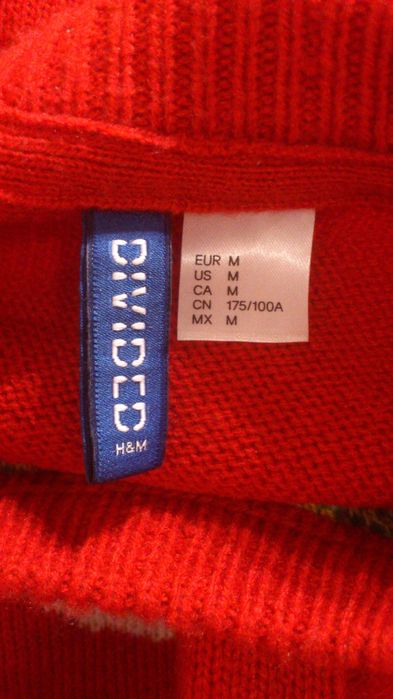 DIVIDED
H&M
EUR M
US M
CA M
CN 175/100A
MX M